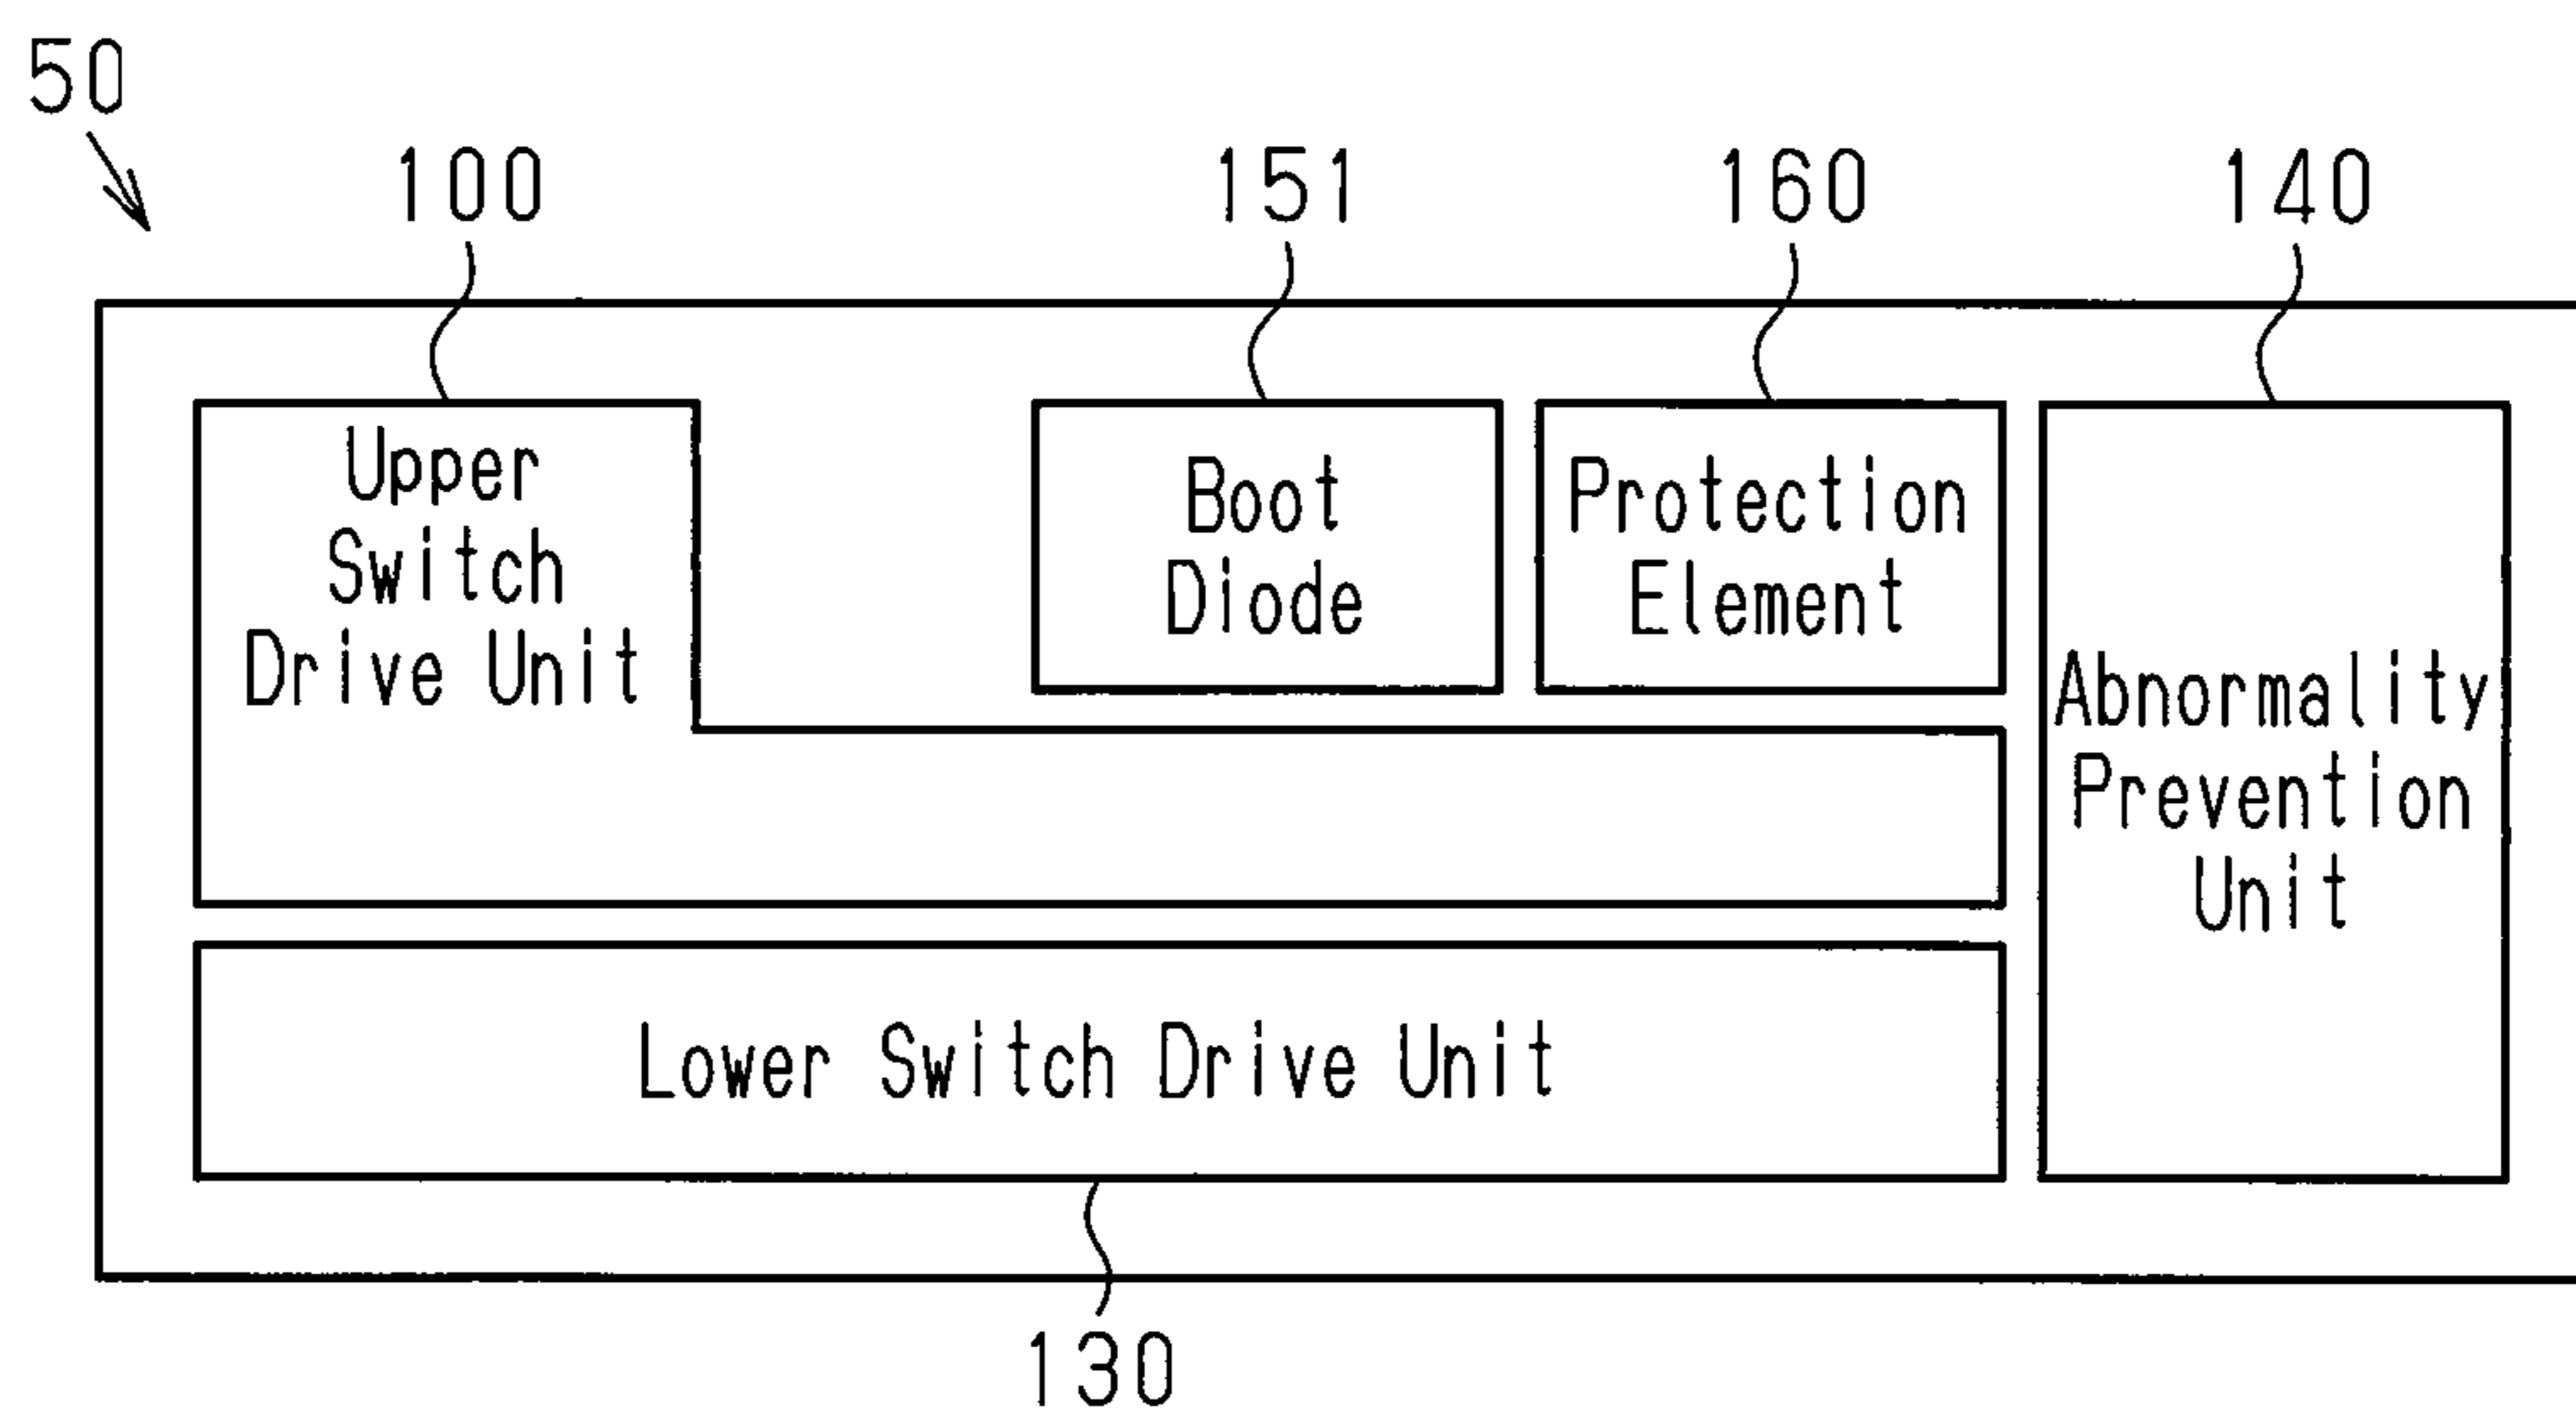 50
100
151
160
140
Upper
Switch
Drive Unit
Boot
Diode
Protection
Element
Abnormality
Prevention
Unit
Lower Switch Drive Unit
130